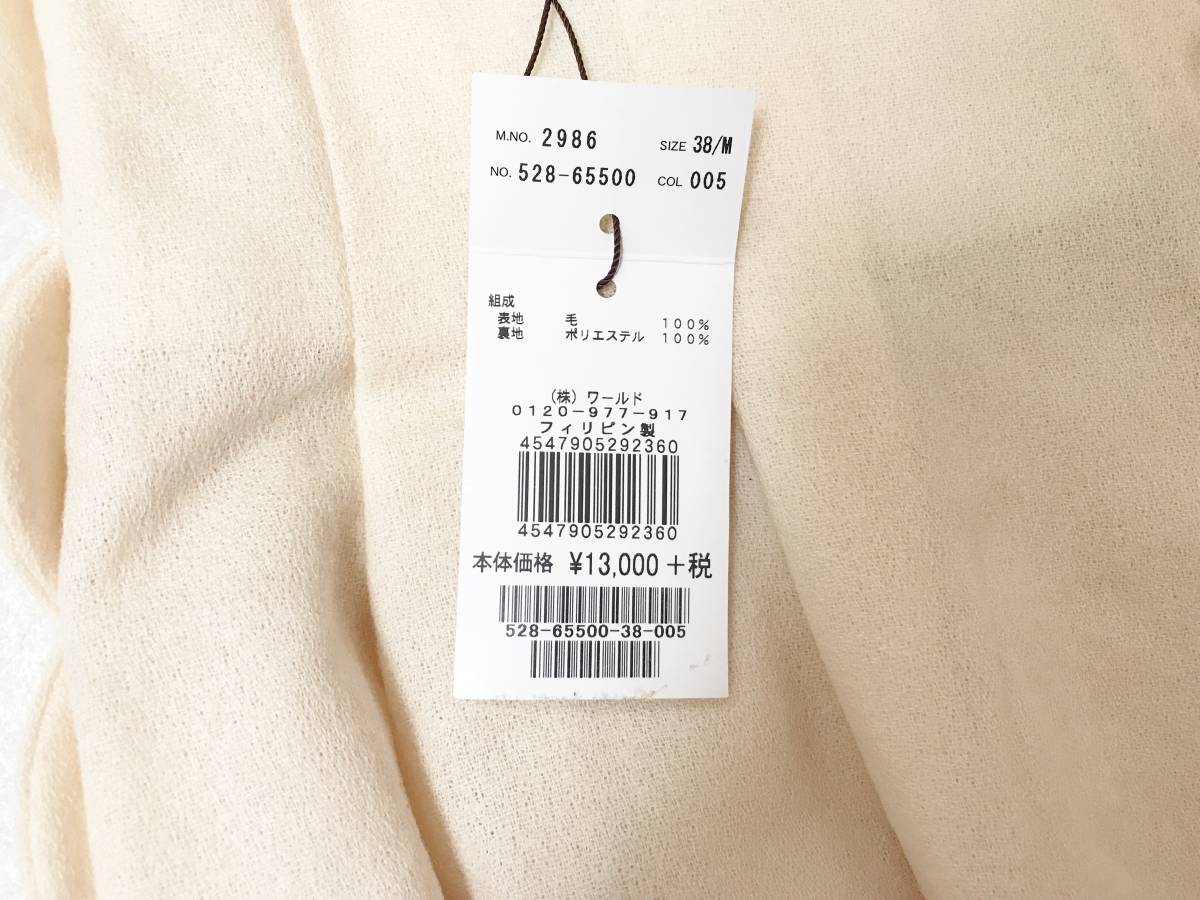 M.NO. 2986 SIZE 38/M
NO. 528-65500 COL 005
組成
表地 毛 100%
裏地 ポリエステル 100%
(株)ワールド
0120-977-917
フィリピン製
4547905292360
4547905292360
本体価格 ¥13,000+税
528-65500-38-005